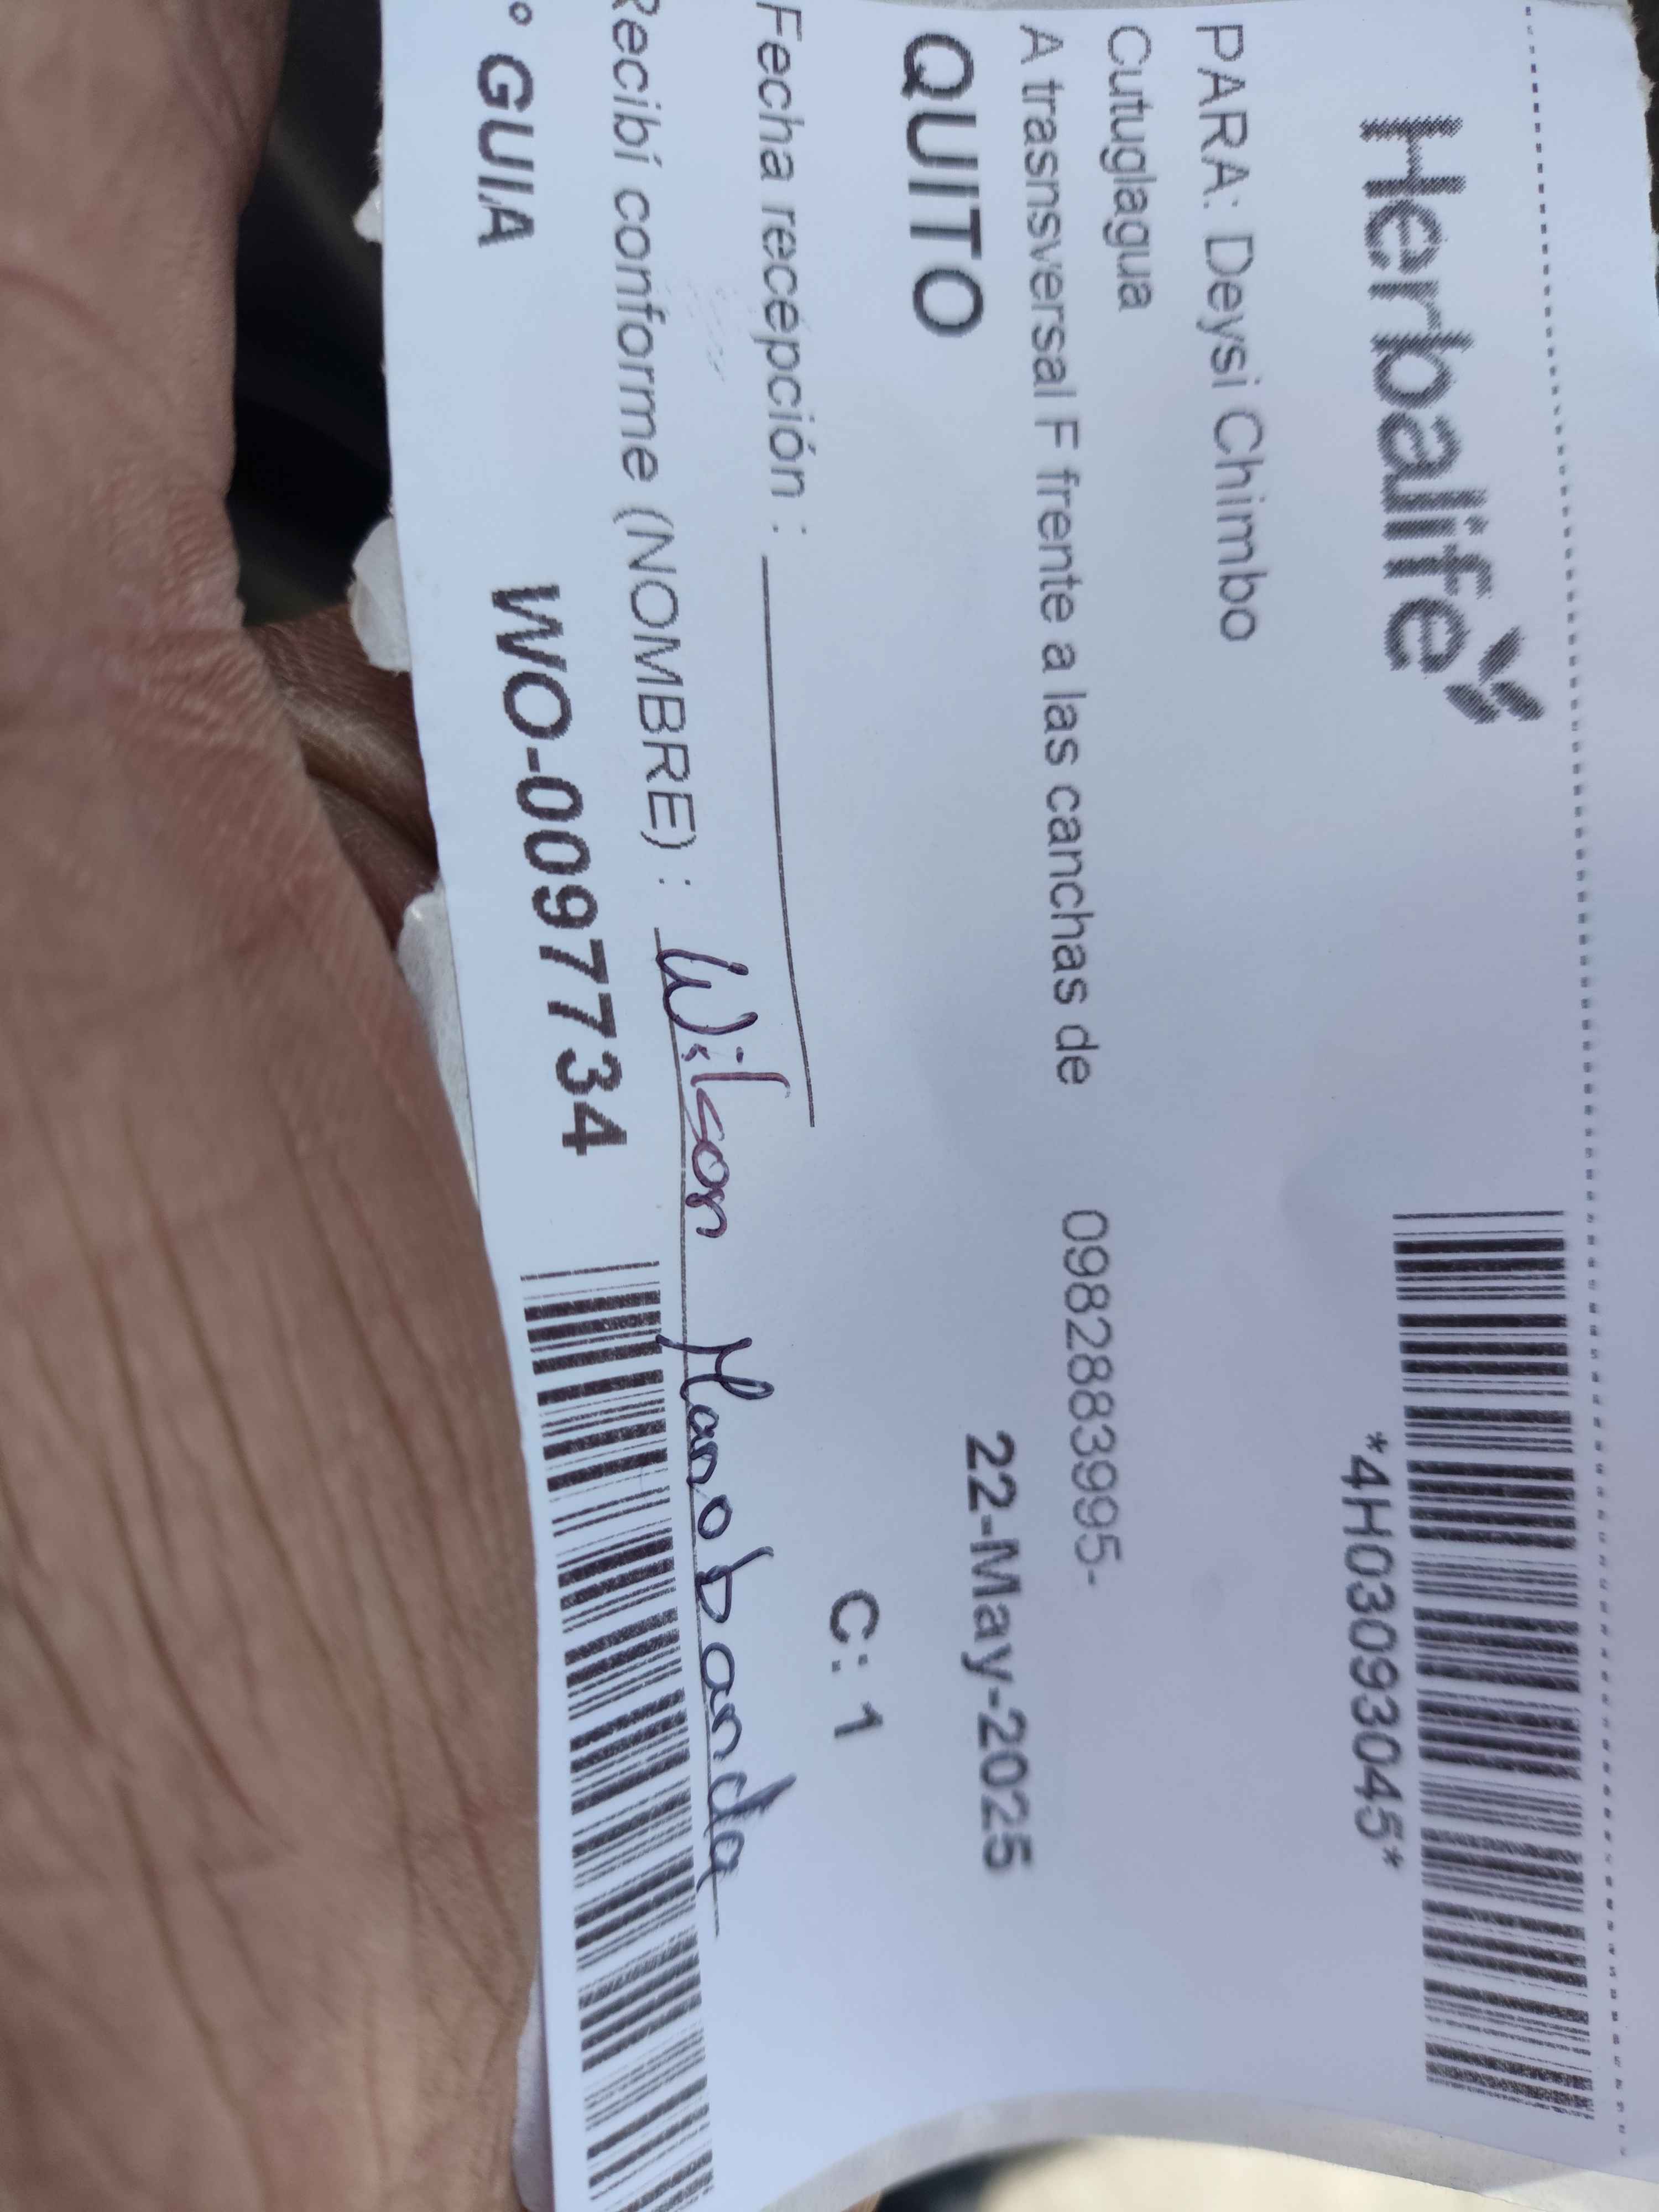 Herbalife
*4H03093045*
PARA: Deysi Chimbo
Cutuglagua
A trasnsversal F frente a las canchas de 0982883995-
QUITO 22-May-2025
C: 1
Fecha recepción :
Recibí conforme (NOMBRE) : Wilson Manobanda
° GUIA WO-00977734